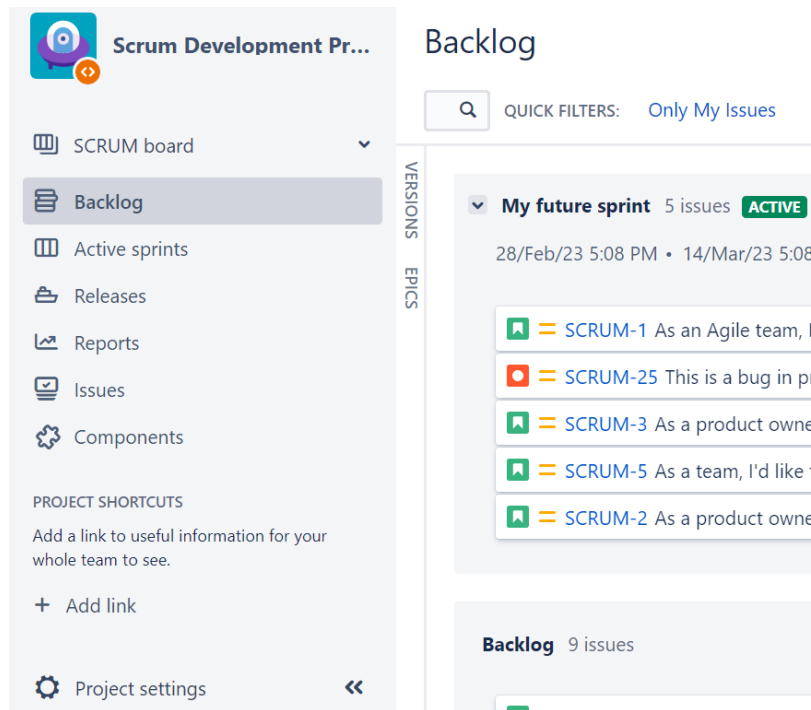 Scrum Development Pr...
SCRUM board
Backlog
Active sprints
Releases
Reports
Issues
Components
PROJECT SHORTCUTS
Add a link to useful information for your
whole team to see.
+ Add link
Project settings
Backlog
QUICK FILTERS: Only My Issues
VERSIONS
EPICS
My future sprint 5 issues ACTIVE
28/Feb/23 5:08 PM • 14/Mar/23 5:08
SCRUM-1 As an Agile team,
SCRUM-25 This is a bug in
SCRUM-3 As a product
SCRUM-5 As a team, I'd like
SCRUM-2 As a product
Backlog 9 issues